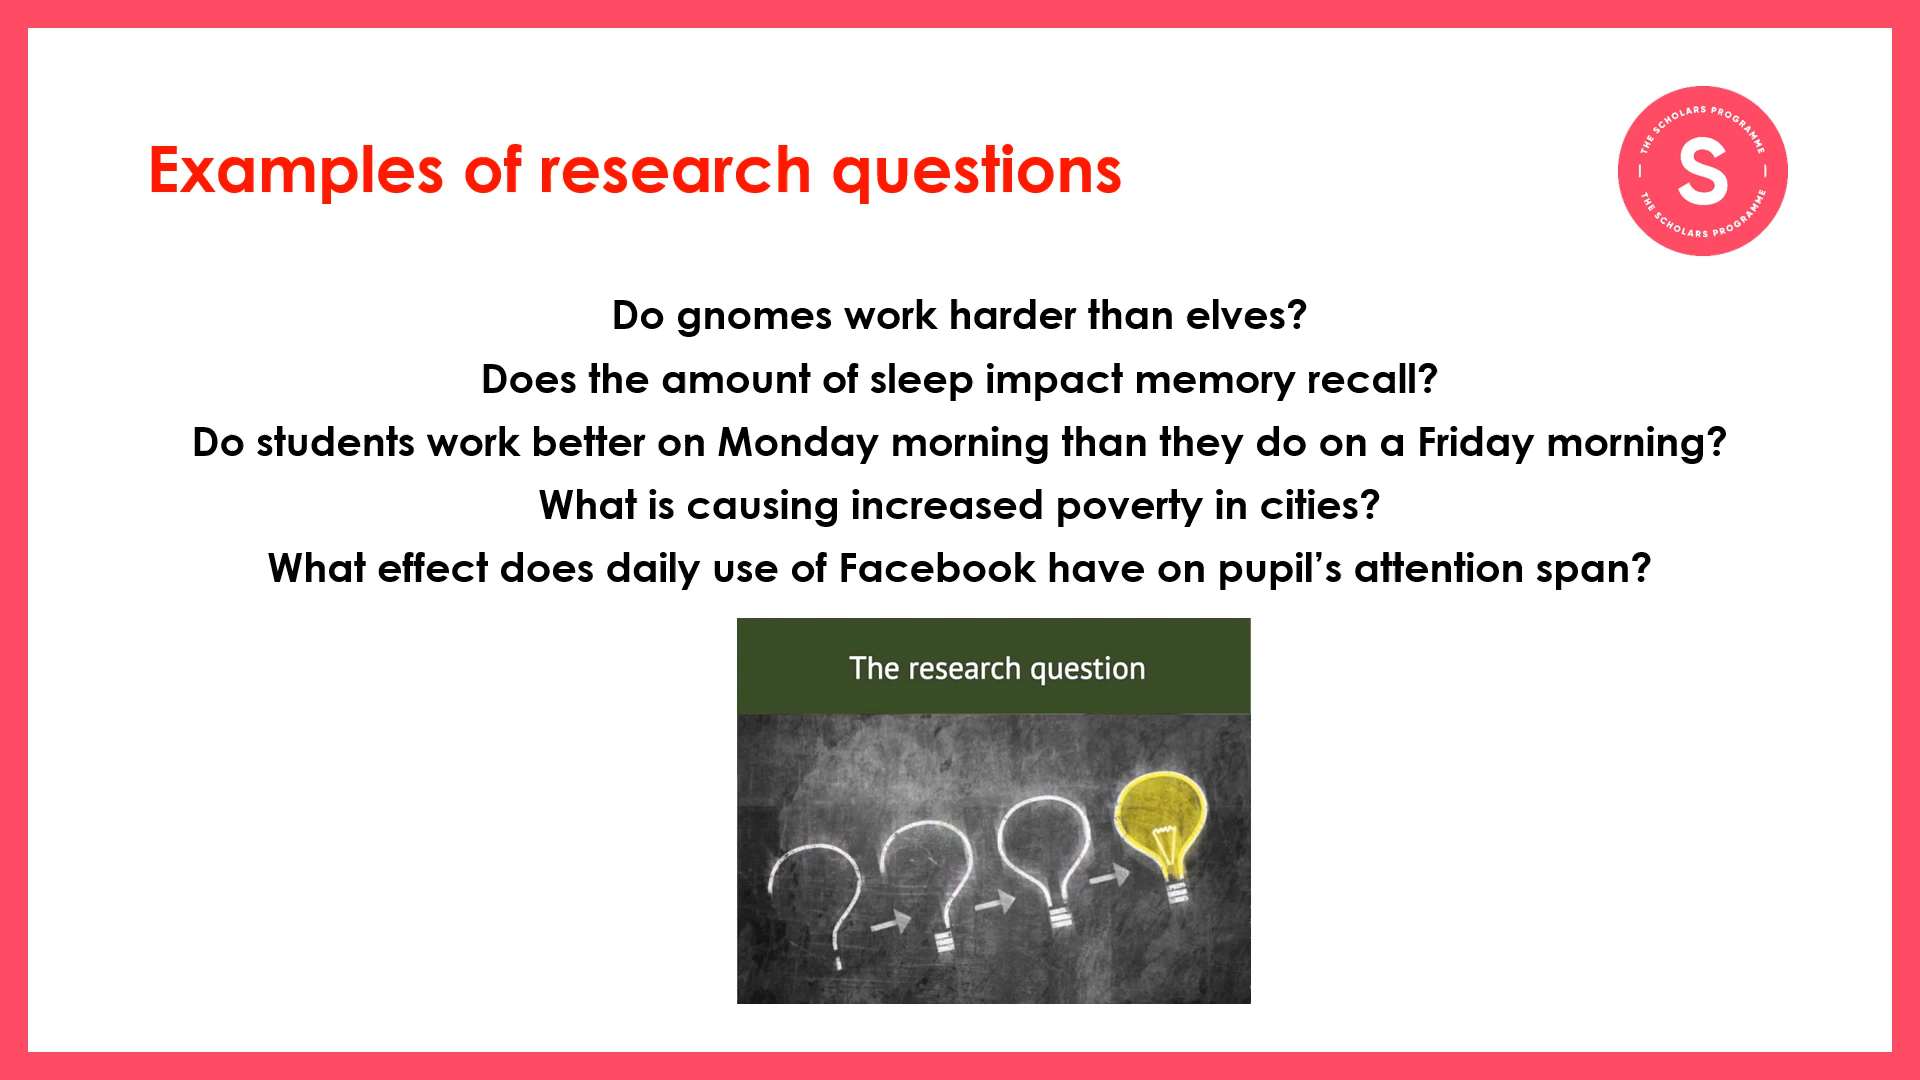 Examples of research questions
THE SCHOLARS PROGRAMME
S
THE SCHOLARS PROGRAMME
Do gnomes work harder than elves?
Does the amount of sleep impact memory recall?
Do students work better on Monday morning than they do on a Friday morning?
What is causing increased poverty in cities?
What effect does daily use of Facebook have on pupil’s attention span?
The research question